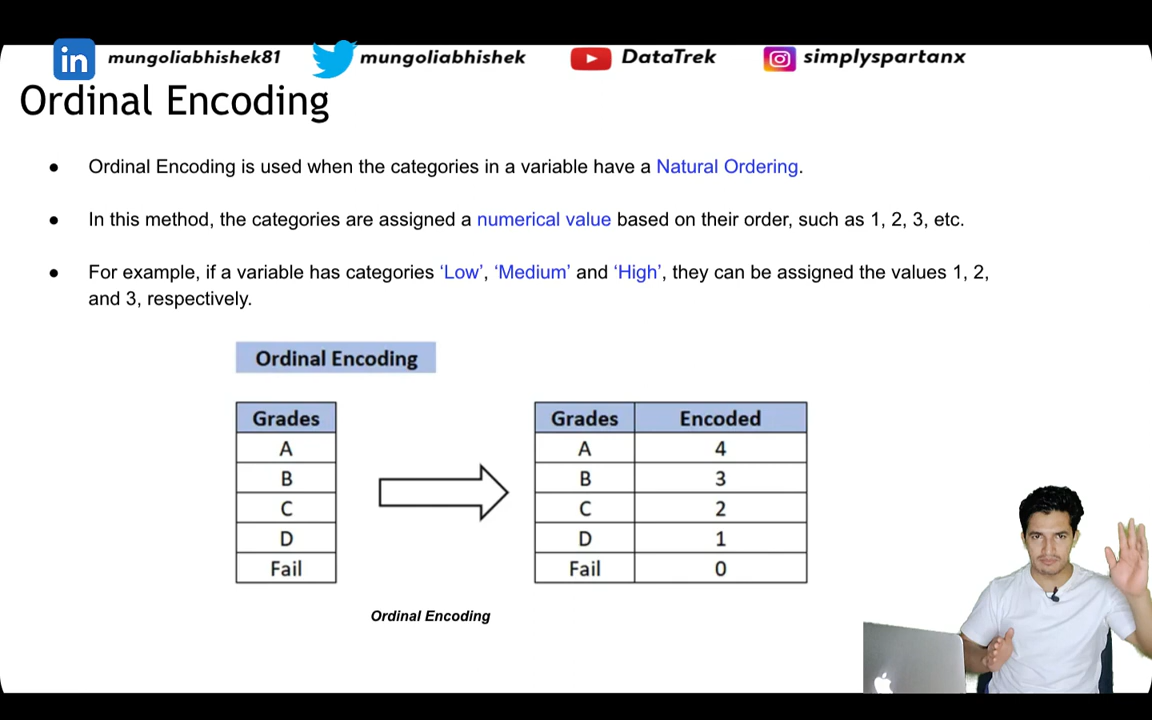 in mungoliabhishek81 mungoliabhishek DataTrek simplyspartanx
Ordinal Encoding
● Ordinal Encoding is used when the categories in a variable have a Natural Ordering.
● In this method, the categories are assigned a numerical value based on their order, such as 1, 2, 3, etc.
● For example, if a variable has categories ‘Low’, ‘Medium’ and ‘High’, they can be assigned the values 1, 2,
and 3, respectively.
Ordinal Encoding
Grades Grades Encoded
A A 4
B B 3
C C 2
D D 1
Fail Fail 0
Ordinal Encoding